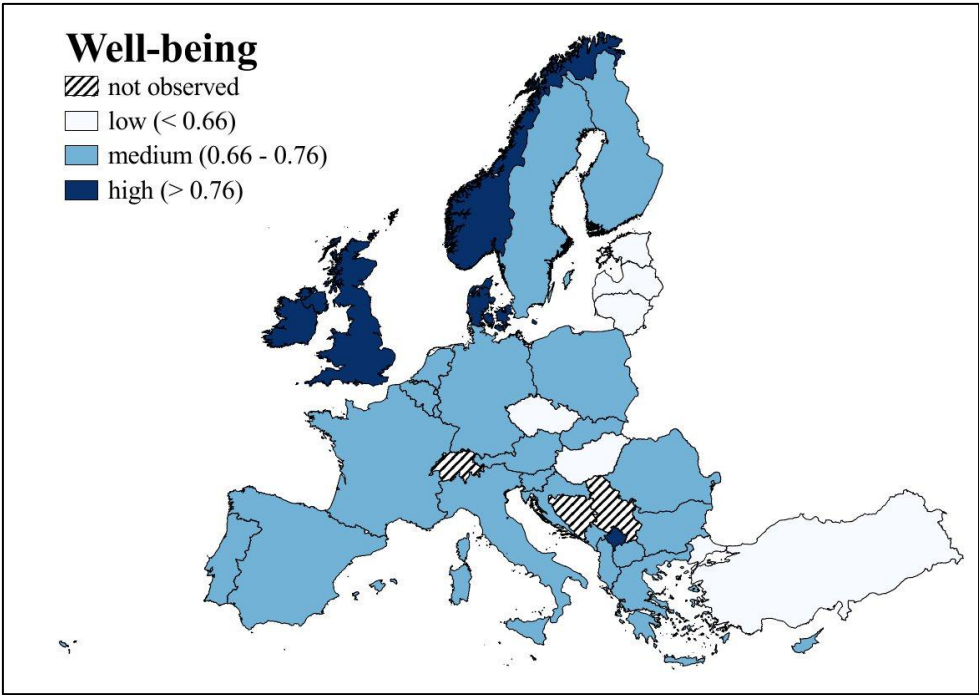 Well-being
not observed
low (< 0.66)
medium (0.66 - 0.76)
high (> 0.76)